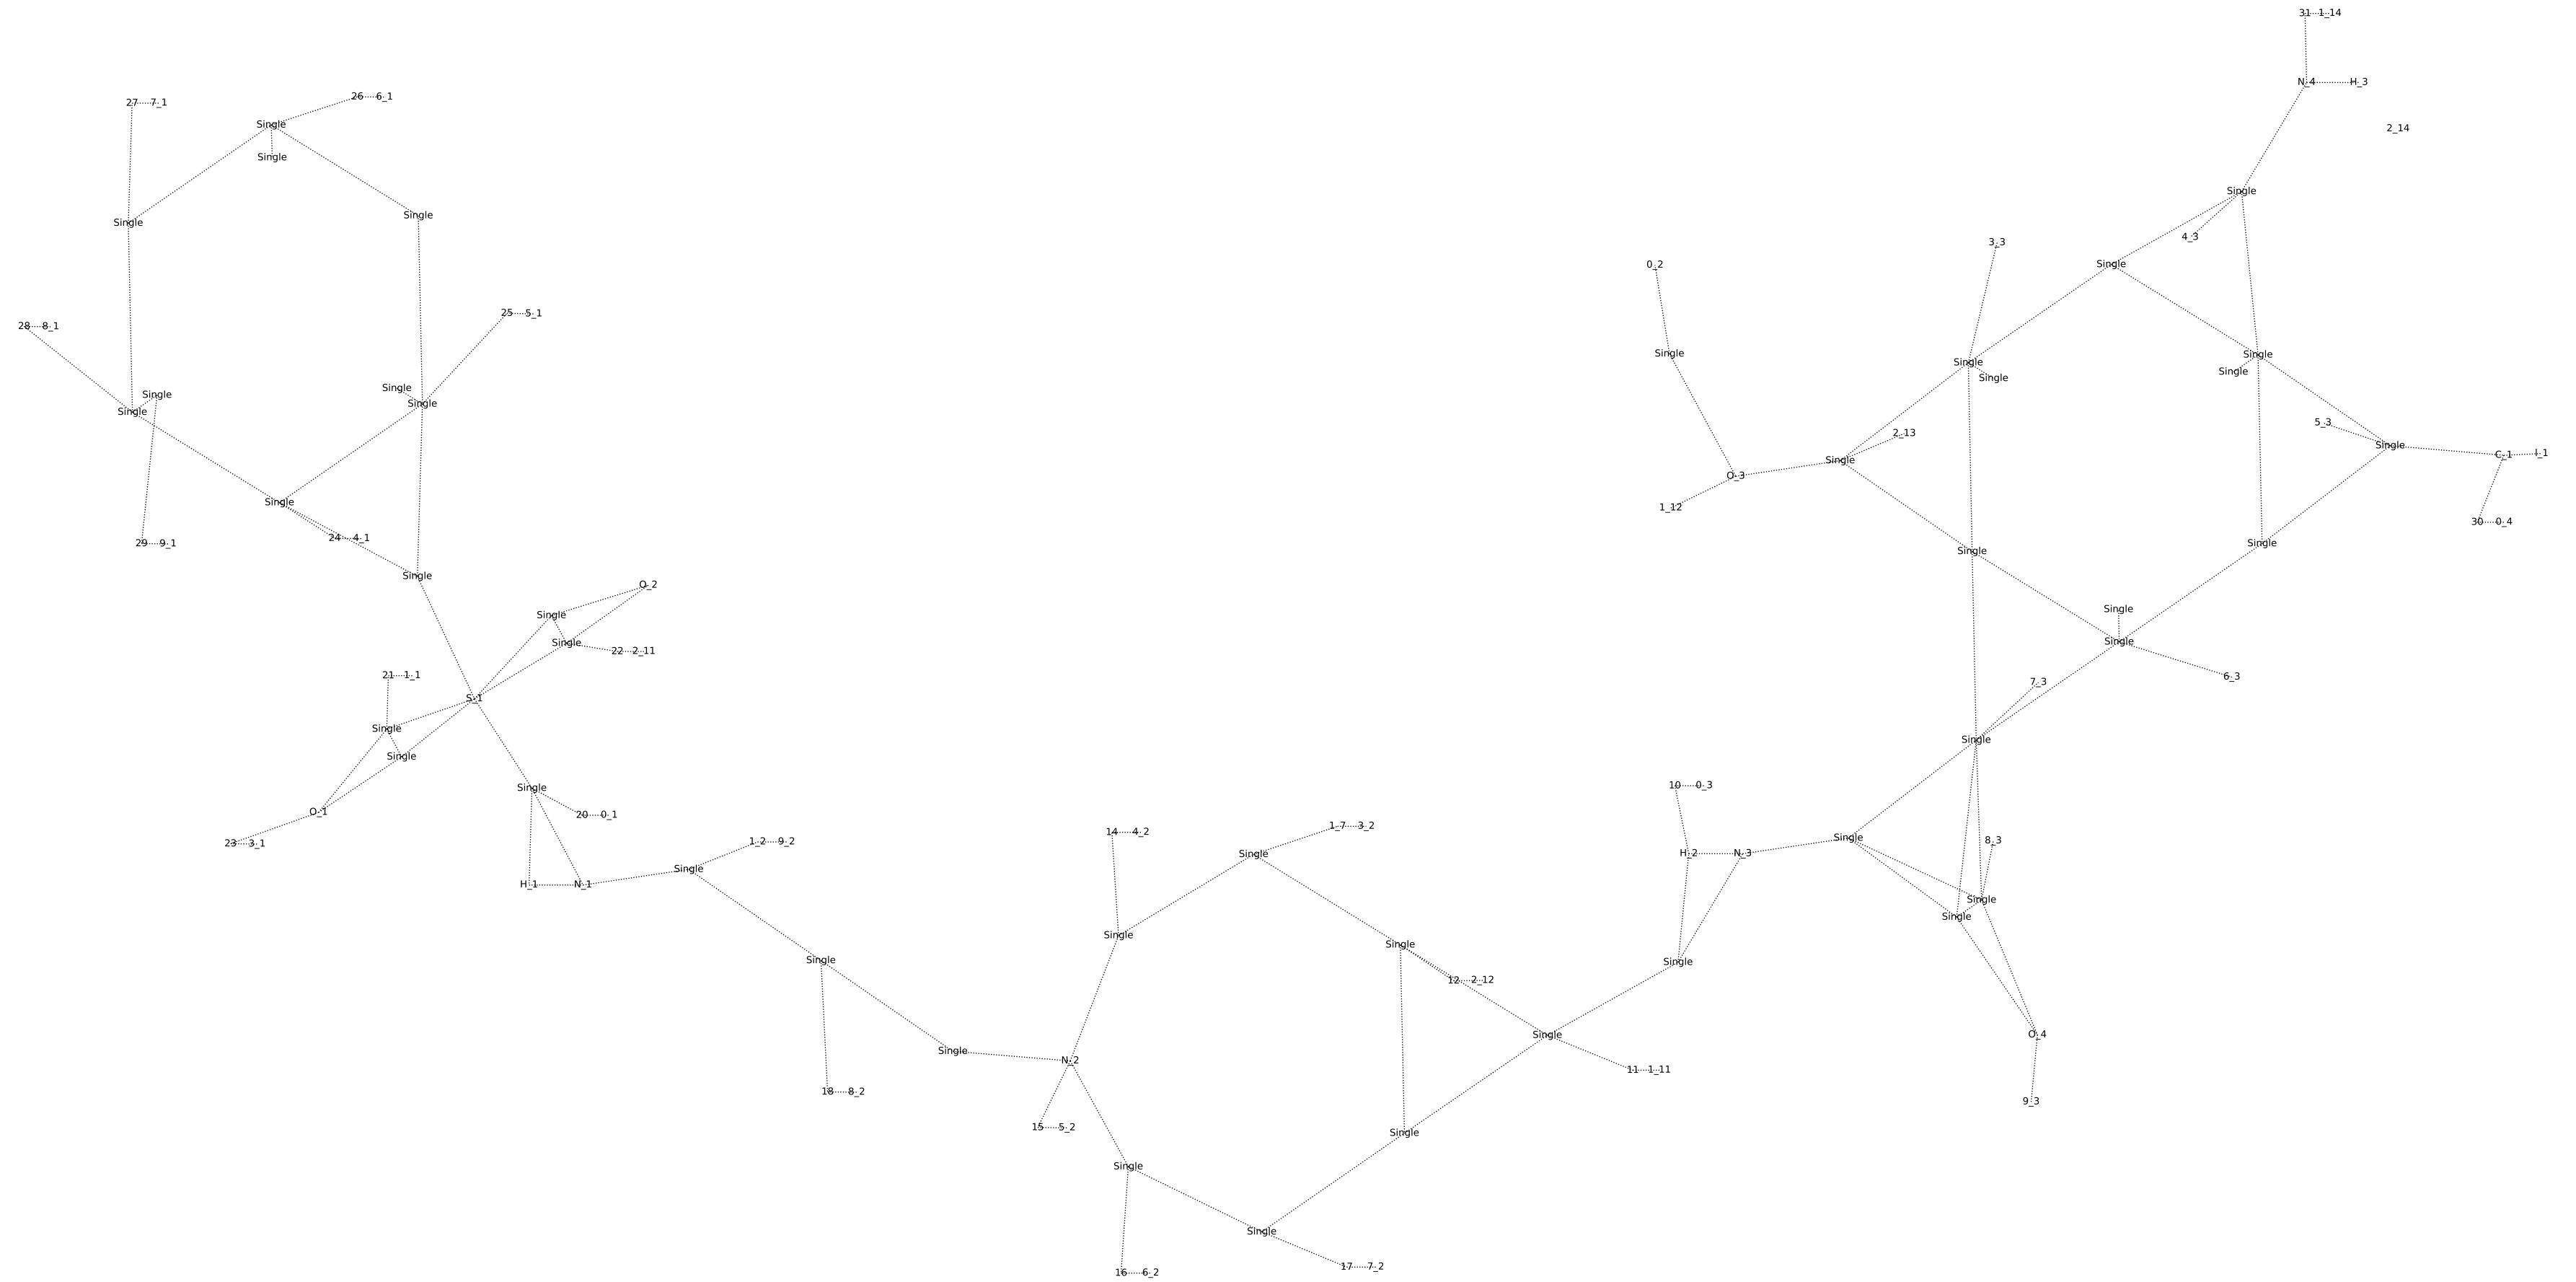 31 1_14
N_4 H_3
27 7_1
26 6_1
Single
2_14
Single
Single
Single
Single
4_3
3_3
Single
0_2
25 5_1
28 8_1
Single
Single
Single
Single
Single
Single
Single
Single
Single
5_3
2_13
Single
Single
C_1 I_1
O_3
Single
1_12
30 0_4
24 4_1
29 9_1
Single
Single
Single
O_2
Single
Single
Single
Single
22 2_11
21 1_1
6_3
7_3
S_1
Single
Single
Single
10 0_3
Single
O_1
20 0_1
1_7 3_2
14 4_2
Single
8_3
23 3_1
1_2 9_2
Single
H_2 N_3
Single
H_1 N_1
Single
Single
Single
Single
Single
Single
12 2_12
O_4
Single
Single
N_2
11 1_11
18 8_2
9_3
15 5_2
Single
Single
Single
17 7_2
16 6_2